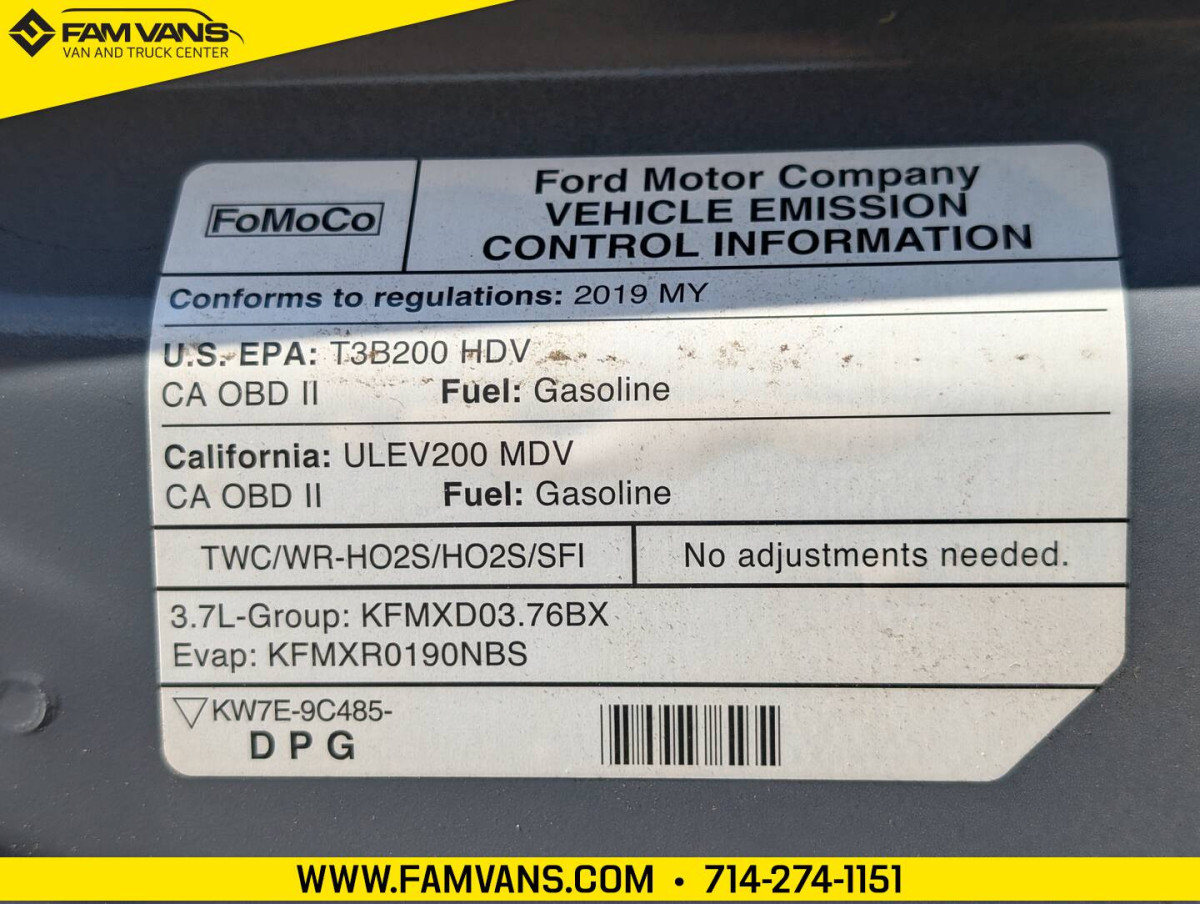 FAM VANS
VAN AND TRUCK CENTER
FoMoCo
Ford Motor Company
VEHICLE EMISSION
CONTROL INFORMATION
Conforms to regulations: 2019 MY
U.S. EPA: T3B200 HDV
CA OBD II Fuel: Gasoline
California: ULEV200 MDV
CA OBD II Fuel: Gasoline
TWC/WR-HO2S/HO2S/SFI
No adjustments needed.
3.7L-Group: KFMXD03.76BX
Evap: KFMXR0190NBS
▽KW7E-9C485-
D P G
WWW.FAMVANS.COM • 714-274-1151